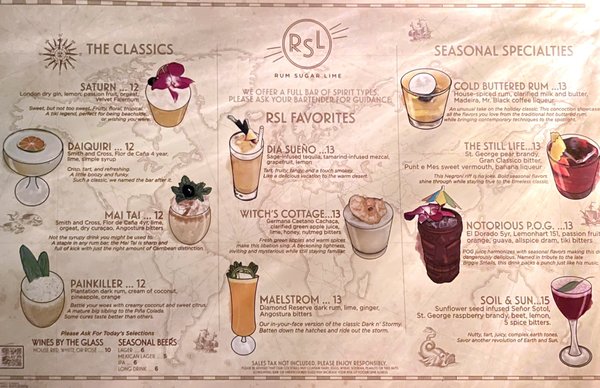 THE CLASSICS
SATURN ... 12
London dry gin, lemon, passion fruit, orgeat,
Velvet Falernum
Sweet, but not too sweet. Fruity, floral, tropical.
A tiki legend, perfect for being beachside,
or wishing you were.
DAIQUIRI ... 12
Smith and Cross, Flor de Caña 4 year,
lime, simple syrup
Crisp, tart, and refreshing.
A little boozy and funky.
Such a classic, we named the bar after it.
MAI TAI ... 12
Smith and Cross, Flor de Caña 4yr, lime,
orgeat, dry curacao, Angostura bitters
Not the syrupy drink you might be used to.
A staple in any rum bar, the Mai Tai is sharp and
full of kick with just the right amount of Carribean distinction.
PAINKILLER ... 12
Plantation dark rum, cream of coconut,
pineapple, orange
Battle your woes with creamy coconut and sweet citrus.
A mature big sibling to the Piña Colada.
Some cures taste better than others.
Please Ask For Today's Selections
WINES BY THE GLASS
HOUSE RED, WHITE, OR ROSE ... 10
SEASONAL BEERS
LAGER ... 6
MEXICAN LAGER ... 5
IPA ... 6
LONG DRINK ... 6
RSL
RUM SUGAR LIME
WE OFFER A FULL BAR OF SPIRIT TYPES.
PLEASE ASK YOUR BARTENDER FOR GUIDANCE.
RSL FAVORITES
DIA SUEÑO ... 13
Sage-infused tequila, tamarind-infused mezcal,
grapefruit, lemon
Tart, fruity, tangy, and a touch smokey.
Like a delicious vacation to the warm desert.
WITCH'S COTTAGE...13
Germana Caetano Cachaça,
clarified green apple juice,
lime, honey, nutmeg bitters
Fresh green apples and warm spices
make this libation sing. A beckoning coziness,
inviting and mysterious while still staying familiar.
MAELSTROM ... 13
Diamond Reserve dark rum, lime, ginger,
Angostura bitters
Our in-your-face version of the classic Dark n' Stormy.
Batten down the hatches and ride out the storm.
SALES TAX NOT INCLUDED. PLEASE ENJOY RESPONSIBLY.
SEASONAL SPECIALTIES
COLD BUTTERED RUM ... 13
House-spiced rum, clarified milk and butter,
Madeira, Mr. Black coffee liqueur
An unusual take on the holiday classic. This concoction showcases
all the flavors you love from the traditional hot buttered rum,
while bringing contemporary techniques to the spotlight.
THE STILL LIFE...13
St. George pear brandy,
Gran Classico bitter,
Punt e Mes sweet vermouth, banana liqueur
This Negroni riff is no joke. Bold seasonal flavors
shine through while staying true to the timeless classic.
NOTORIOUS P.O.G. ... 13
El Dorado 5yr, Lemonhart 151, passion fruit,
orange, guava, allspice dram, tiki bitters
POG juice harmonizes with seasonal flavors making this one
dangerously delicious. Named in tribute to the late
Biggie Smalls, this drink packs a punch just like his music.
SOIL & SUN...15
Sunflower seed infused Señor Sotol,
St. George raspberry brandy, beet, lemon,
5 spice bitters.
Nutty, tart, juicy, complex earth tones.
Savor another revolution of Earth and Sun.